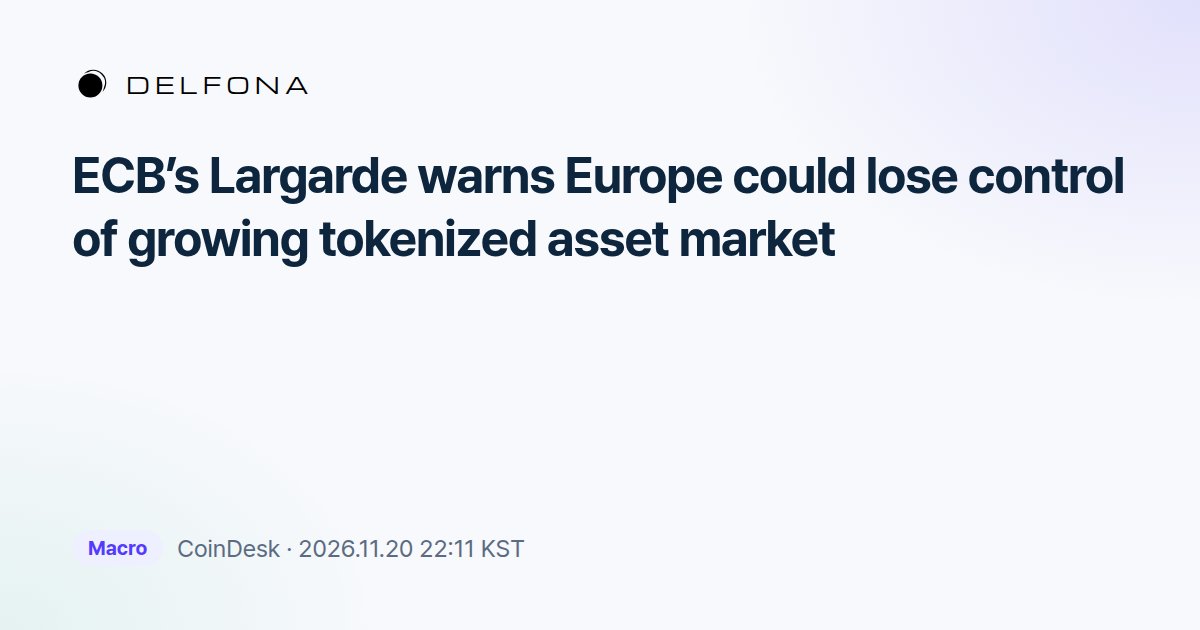 DELFONA
ECB’s Largarde warns Europe could lose control
of growing tokenized asset market
Macro CoinDesk · 2026.11.20 22:11 KST